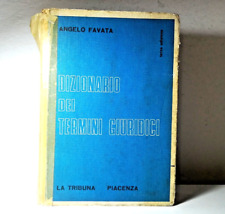 ANGELO FAVATA
DIZIONARIO
DEI
TERMINI GIURIDICI
LA TRIBUNA PIACENZA